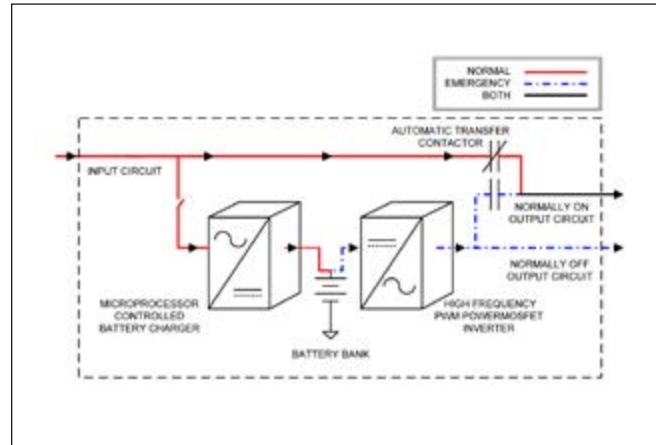 NORMAL
EMERGENCY
BOTH
AUTOMATIC TRANSFER
CONTACTOR
INPUT CIRCUIT
NORMALLY ON
OUTPUT CIRCUIT
NORMALLY OFF
OUTPUT CIRCUIT
MICROPROCESSOR
CONTROLLED
BATTERY CHARGER
HIGH FREQUENCY
PWM POWERMOSFET
INVERTER
BATTERY BANK